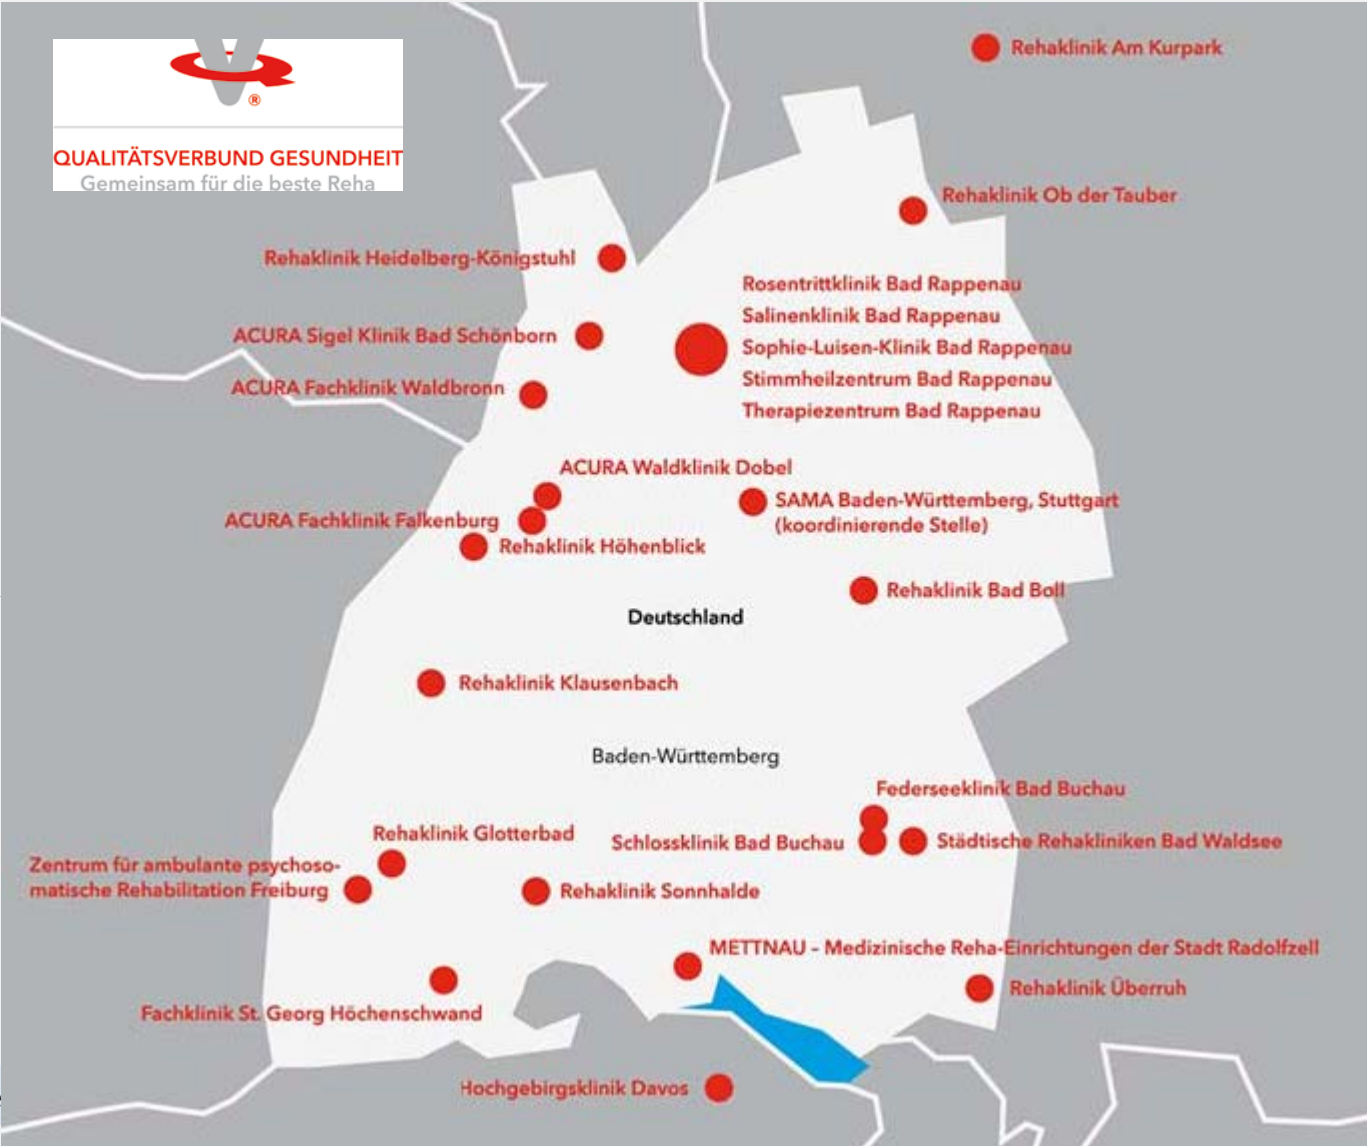 V
®
QUALITÄTSVERBUND GESUNDHEIT
Gemeinsam für die beste Reha
Rehaklinik Am Kurpark
Rehaklinik Ob der Tauber
Rehaklinik Heidelberg-Königstuhl
Rosentrittklinik Bad Rappenau
Salinenklinik Bad Rappenau
Sophie-Luisen-Klinik Bad Rappenau
Stimmheilzentrum Bad Rappenau
Therapiezentrum Bad Rappenau
ACURA Sigel Klinik Bad Schönborn
ACURA Fachklinik Waldbronn
ACURA Waldklinik Dobel
SAMA Baden-Württemberg, Stuttgart
(koordinierende Stelle)
ACURA Fachklinik Falkenburg
Rehaklinik Höhenblick
Rehaklinik Bad Boll
Deutschland
Rehaklinik Klausenbach
Baden-Württemberg
Federseeklinik Bad Buchau
Schlossklinik Bad Buchau
Städtische Rehakliniken Bad Waldsee
Rehaklinik Glotterbad
Zentrum für ambulante psychoso-
matische Rehabilitation Freiburg
Rehaklinik Sonnhalde
METTNAU – Medizinische Reha-Einrichtungen der Stadt Radolfzell
Rehaklinik Überruh
Fachklinik St. Georg Höchenschwand
Hochgebirgsklinik Davos